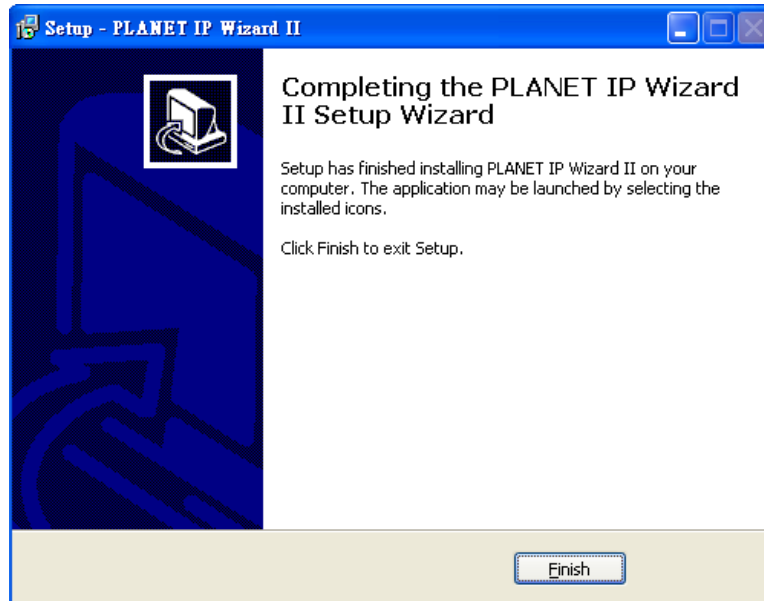 Setup - PLANET IP Wizard II
Completing the PLANET IP Wizard
II Setup Wizard
Setup has finished installing PLANET IP Wizard II on your
computer. The application may be launched by selecting the
installed icons.
Click Finish to exit Setup.
Finish